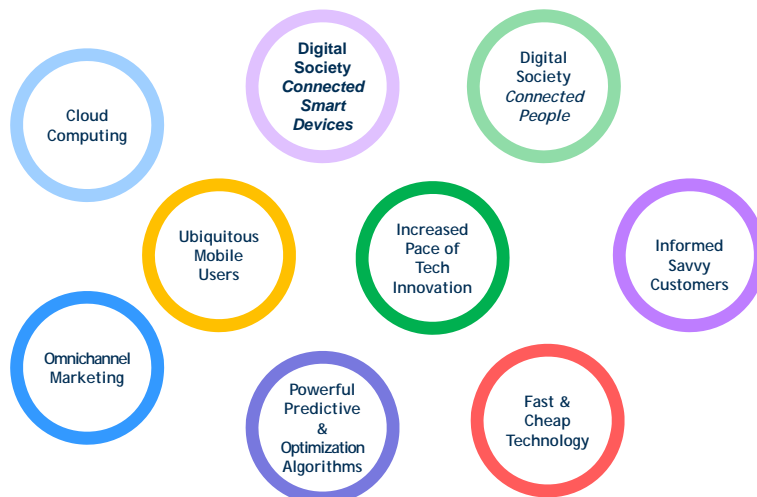 Digital
Society
Connected
Smart
Devices
Digital
Society
Connected
People
Cloud
Computing
Ubiquitous
Mobile
Users
Increased
Pace of
Tech
Innovation
Informed
Savvy
Customers
Omnichannel
Marketing
Powerful
Predictive
&
Optimization
Algorithms
Fast &
Cheap
Technology